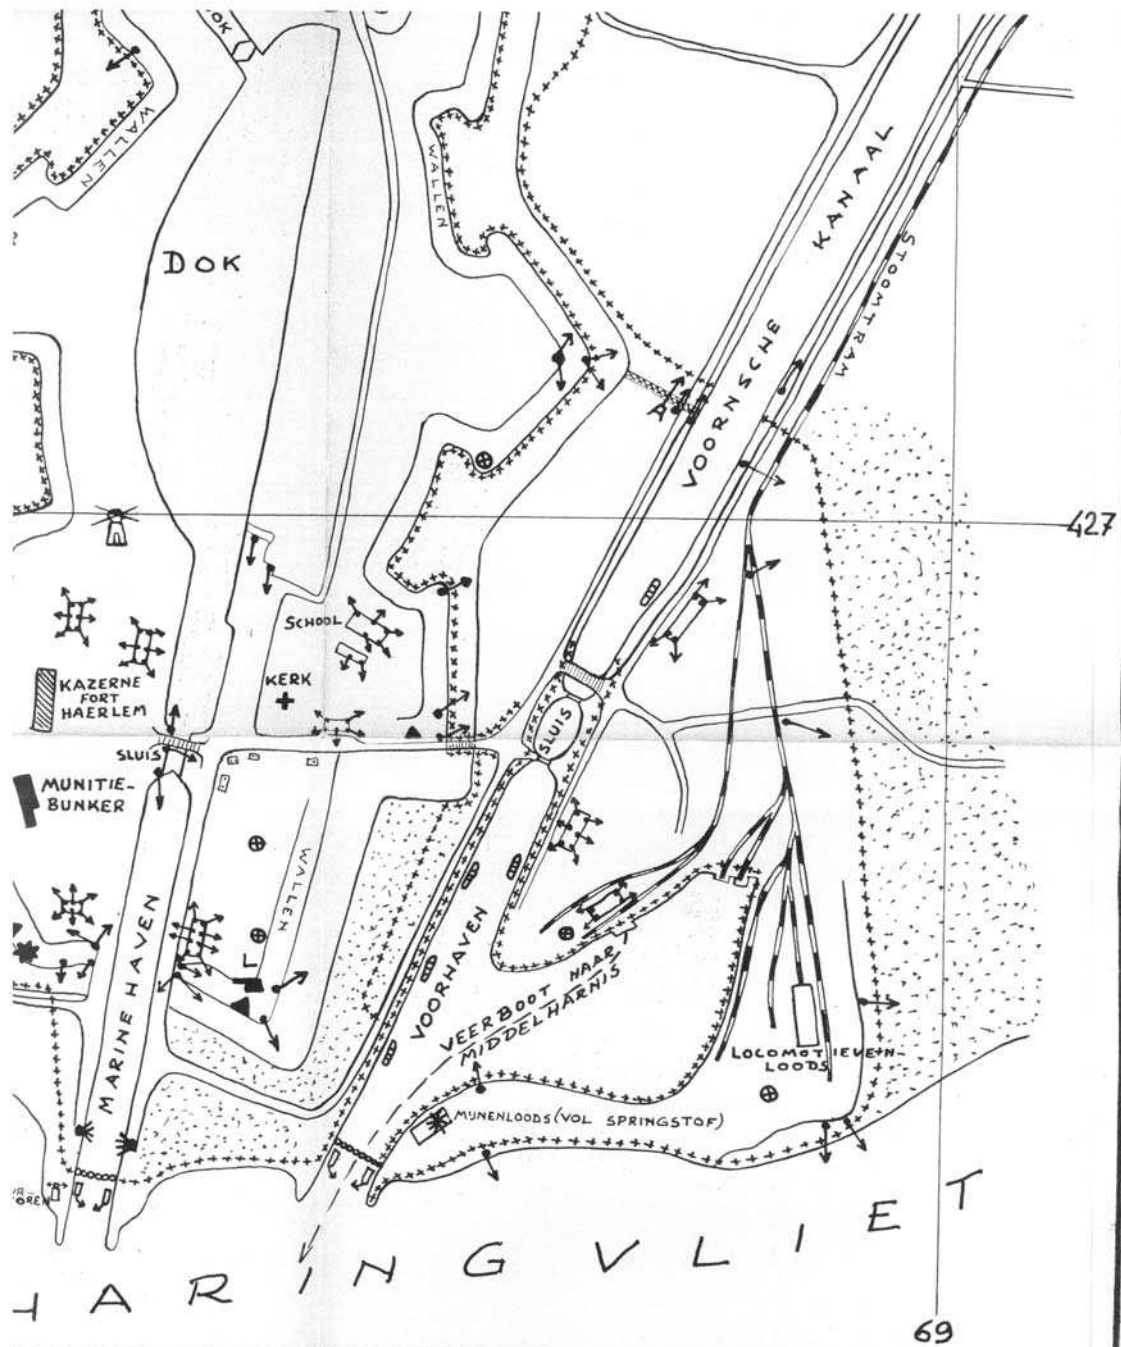 DOK
WALLEN
WALLEN
DOK
VOORNSCHE KANAAL
STOOMTRAM
A
427
SCHOOL
KERK
KAZERNE
FORT
HAERLEM
SLUIS
SLUIS
MUNITIE-
BUNKER
WALLEN
MARINE HAVEN
VOORHAVEN
VEERBOOT NAAR
MIDDELHARNIS
LOCOMOTIEVEN-
LOODS
MIJNENLOODS (VOL SPRINGSTOF)
HARINGVLIET
69